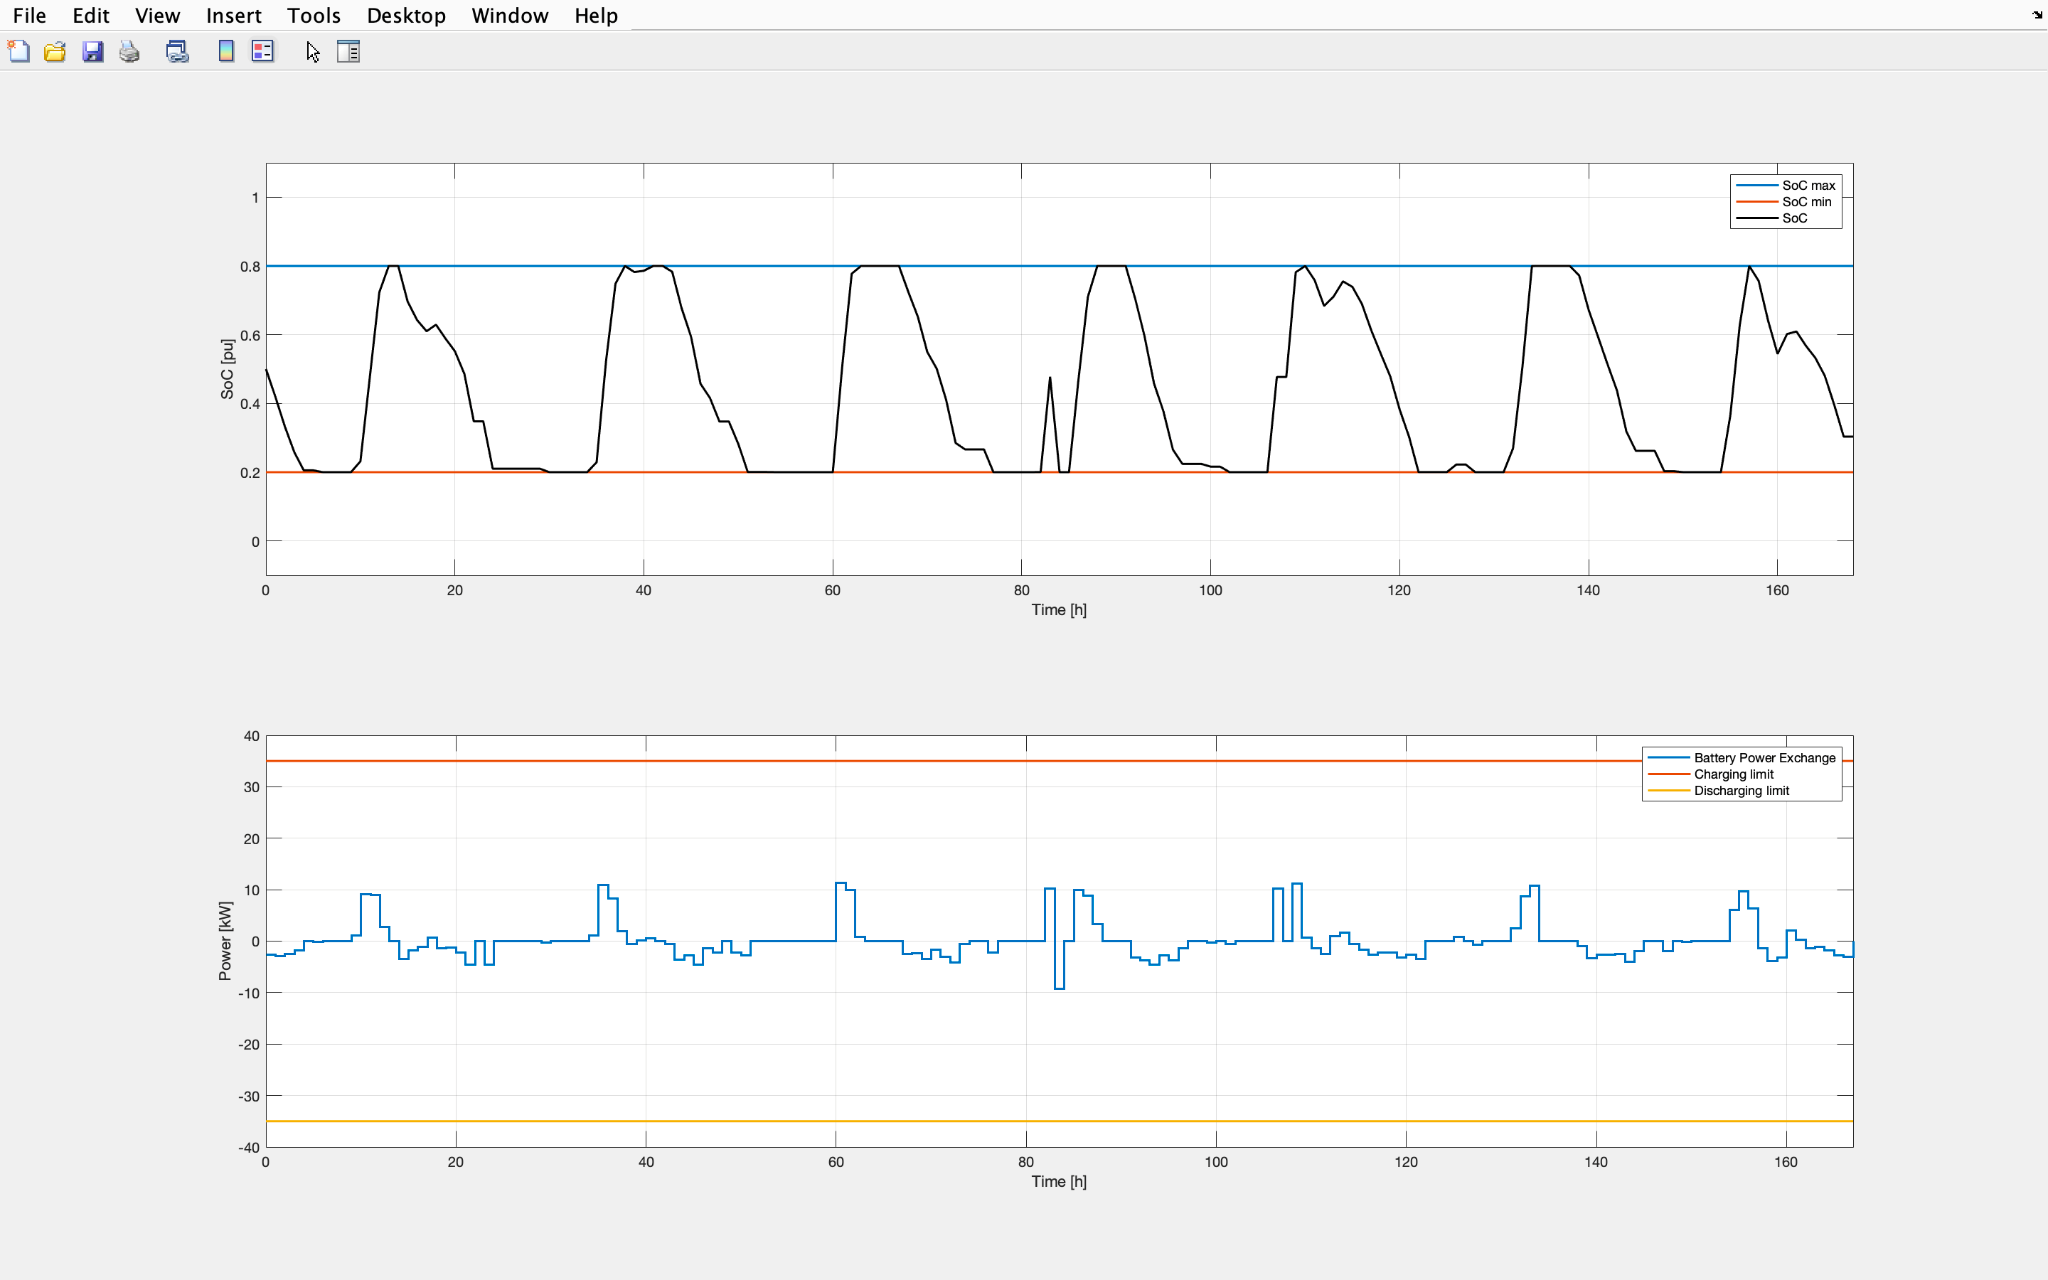 File Edit View Insert Tools Desktop Window Help
SoC max
SoC min
SoC
1
0.8
0.6
0.4
0.2
0
SoC [pu]
0 20 40 60 80 100 120 140 160
Time [h]
Battery Power Exchange
Charging limit
Discharging limit
40
30
20
10
0
-10
-20
-30
-40
Power [kW]
0 20 40 60 80 100 120 140 160
Time [h]